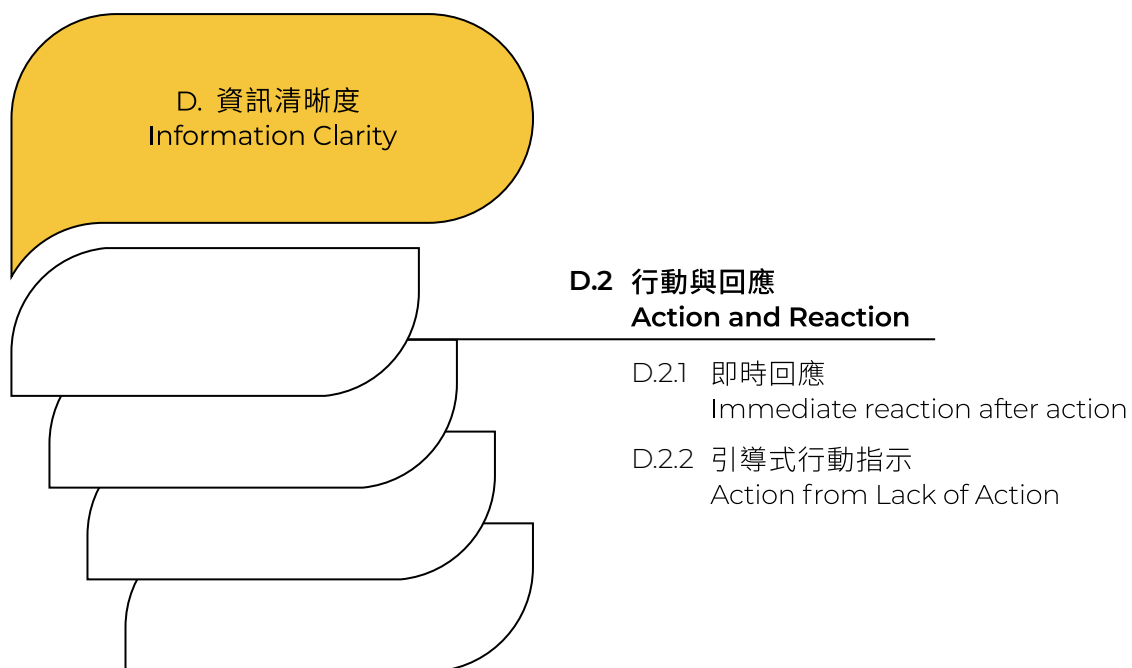 D. 資訊清晰度
Information Clarity
D.2 行動與回應
Action and Reaction
D.2.1 即時回應
Immediate reaction after action
D.2.2 引導式行動指示
Action from Lack of Action